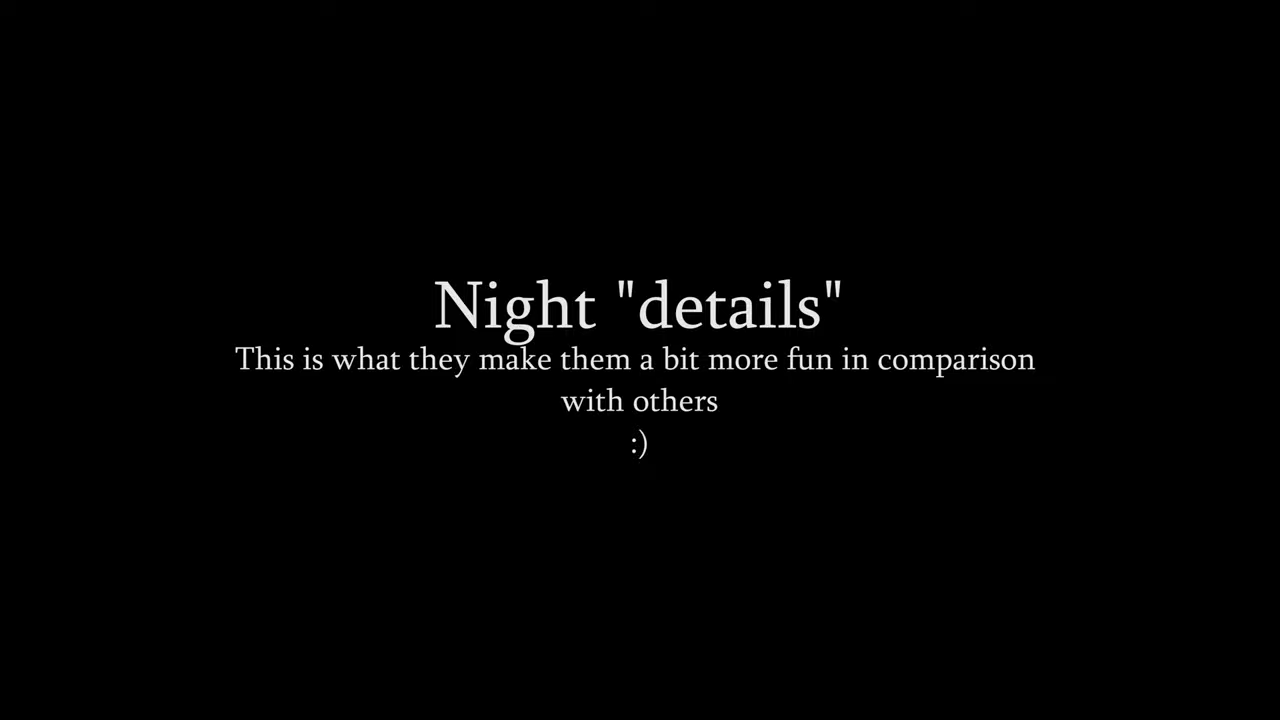 Night "details"
This is what they make them a bit more fun in comparison
with others
:)